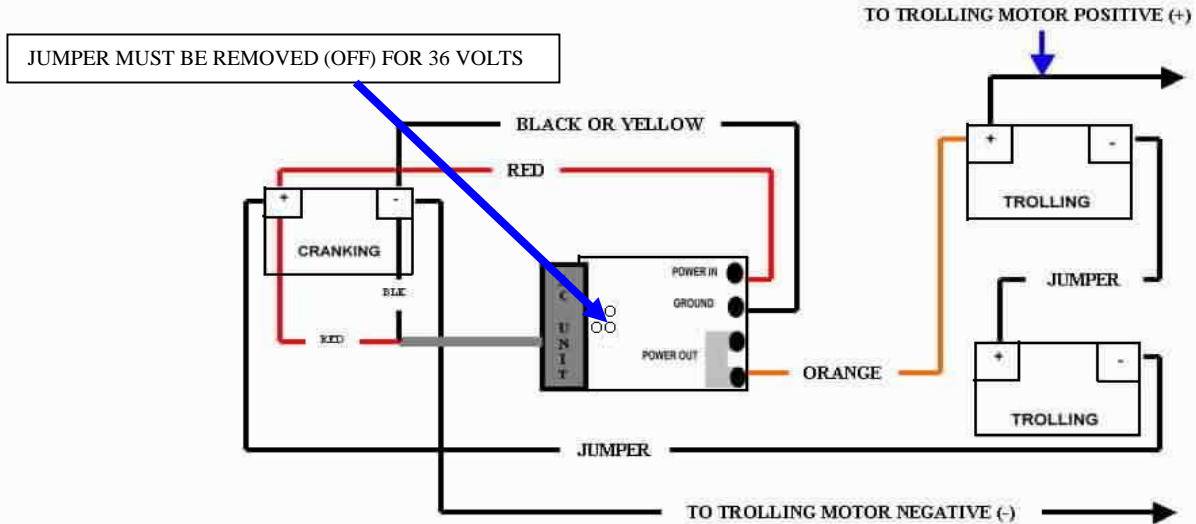 TO TROLLING MOTOR POSITIVE (+)
JUMPER MUST BE REMOVED (OFF) FOR 36 VOLTS
BLACK OR YELLOW
RED
+ -
CRANKING
+ -
TROLLING
BLK
RED
C UNIT
POWER IN
GROUND
POWER OUT
ORANGE
JUMPER
+ -
TROLLING
JUMPER
TO TROLLING MOTOR NEGATIVE (-)